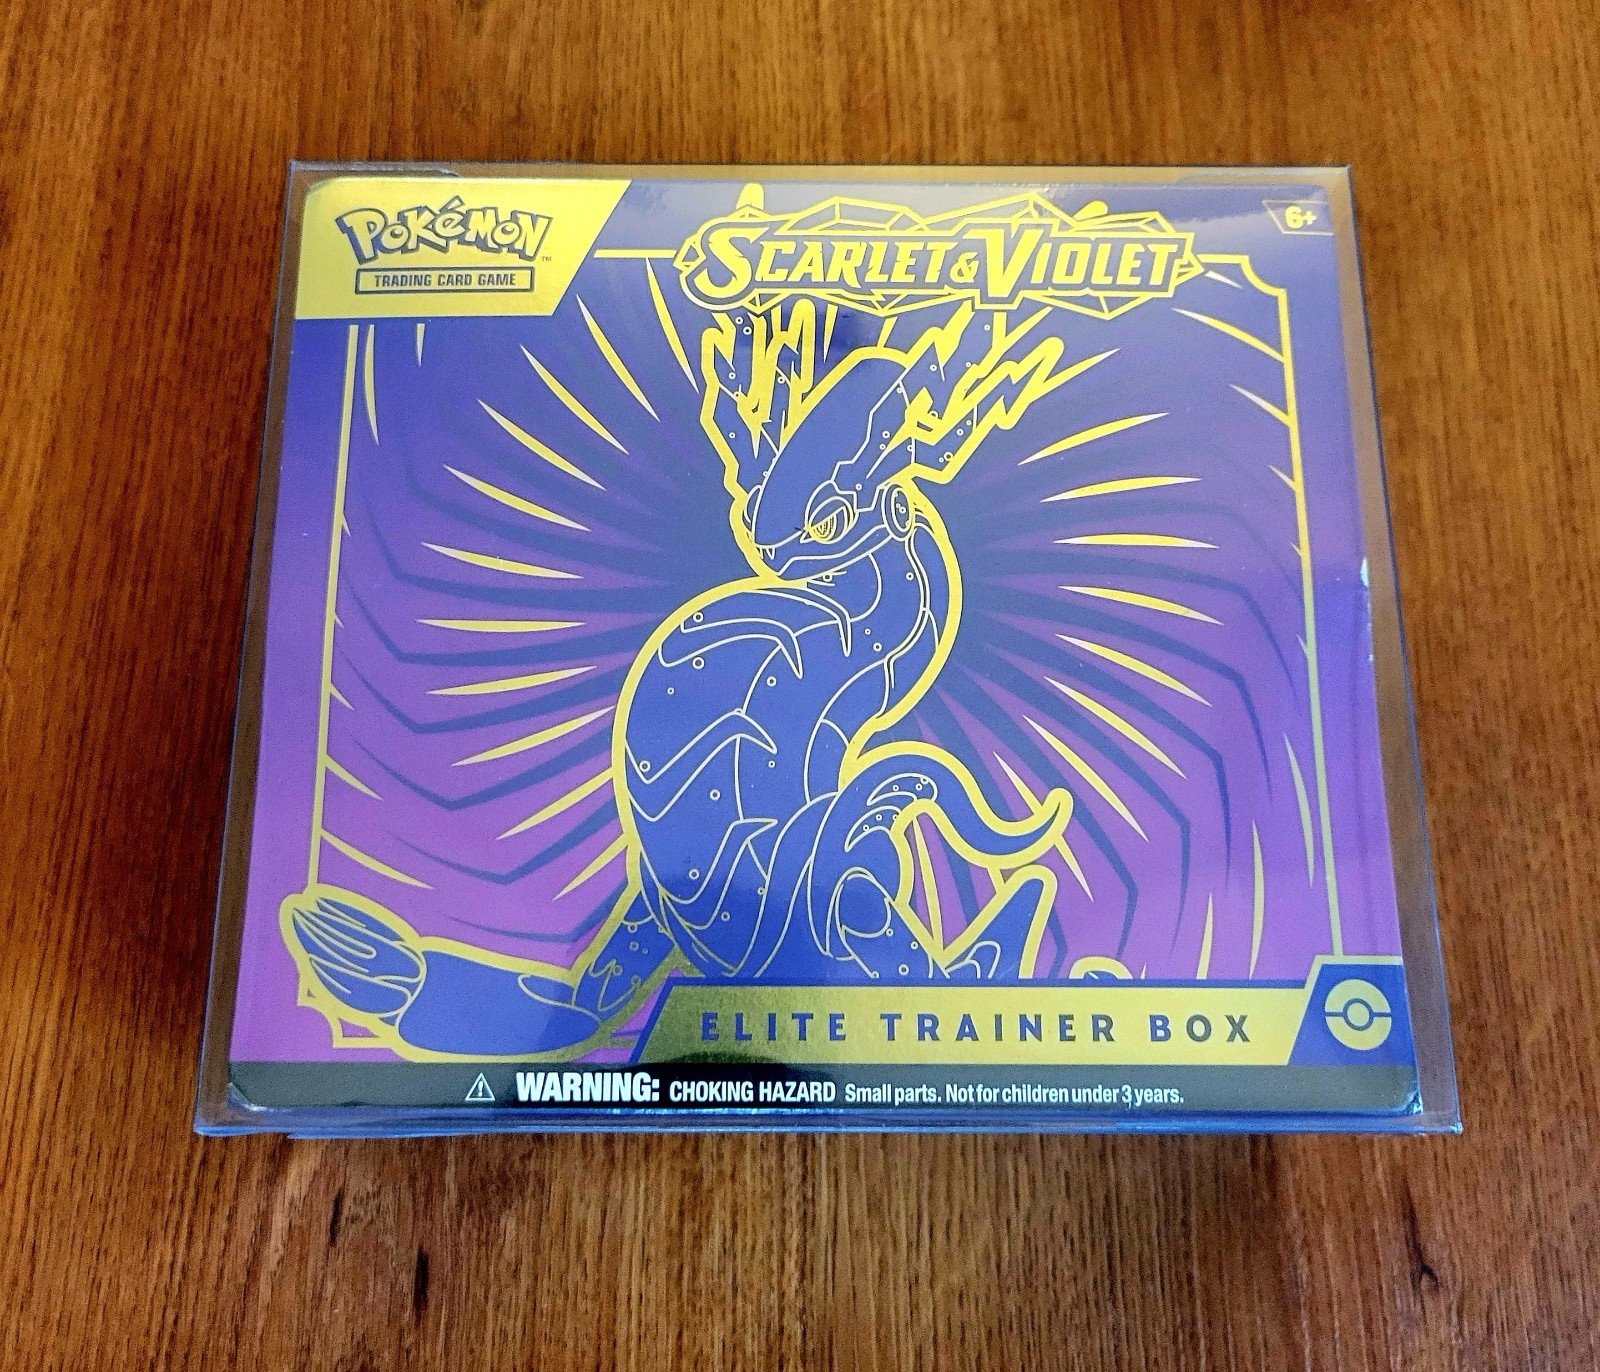 Pokémon
TM
TRADING CARD GAME
SCARLET & VIOLET
6+
ELITE TRAINER BOX
⚠ WARNING: CHOKING HAZARD Small parts. Not for children under 3 years.